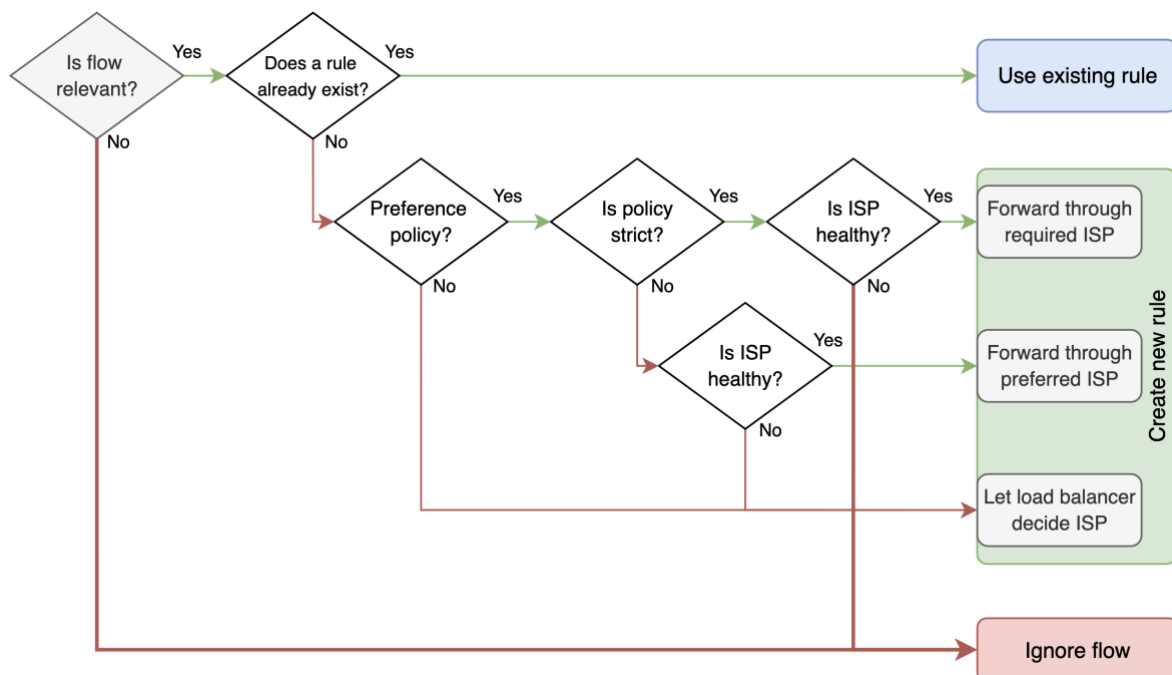 Is flow
relevant?
Yes
No
Does a rule
already exist?
Yes
No
Use existing rule
Preference
policy?
Yes
No
Is policy
strict?
Yes
No
Is ISP
healthy?
Yes
No
Forward through
required ISP
Is ISP
healthy?
Yes
No
Forward through
preferred ISP
Let load balancer
decide ISP
Create new rule
Ignore flow